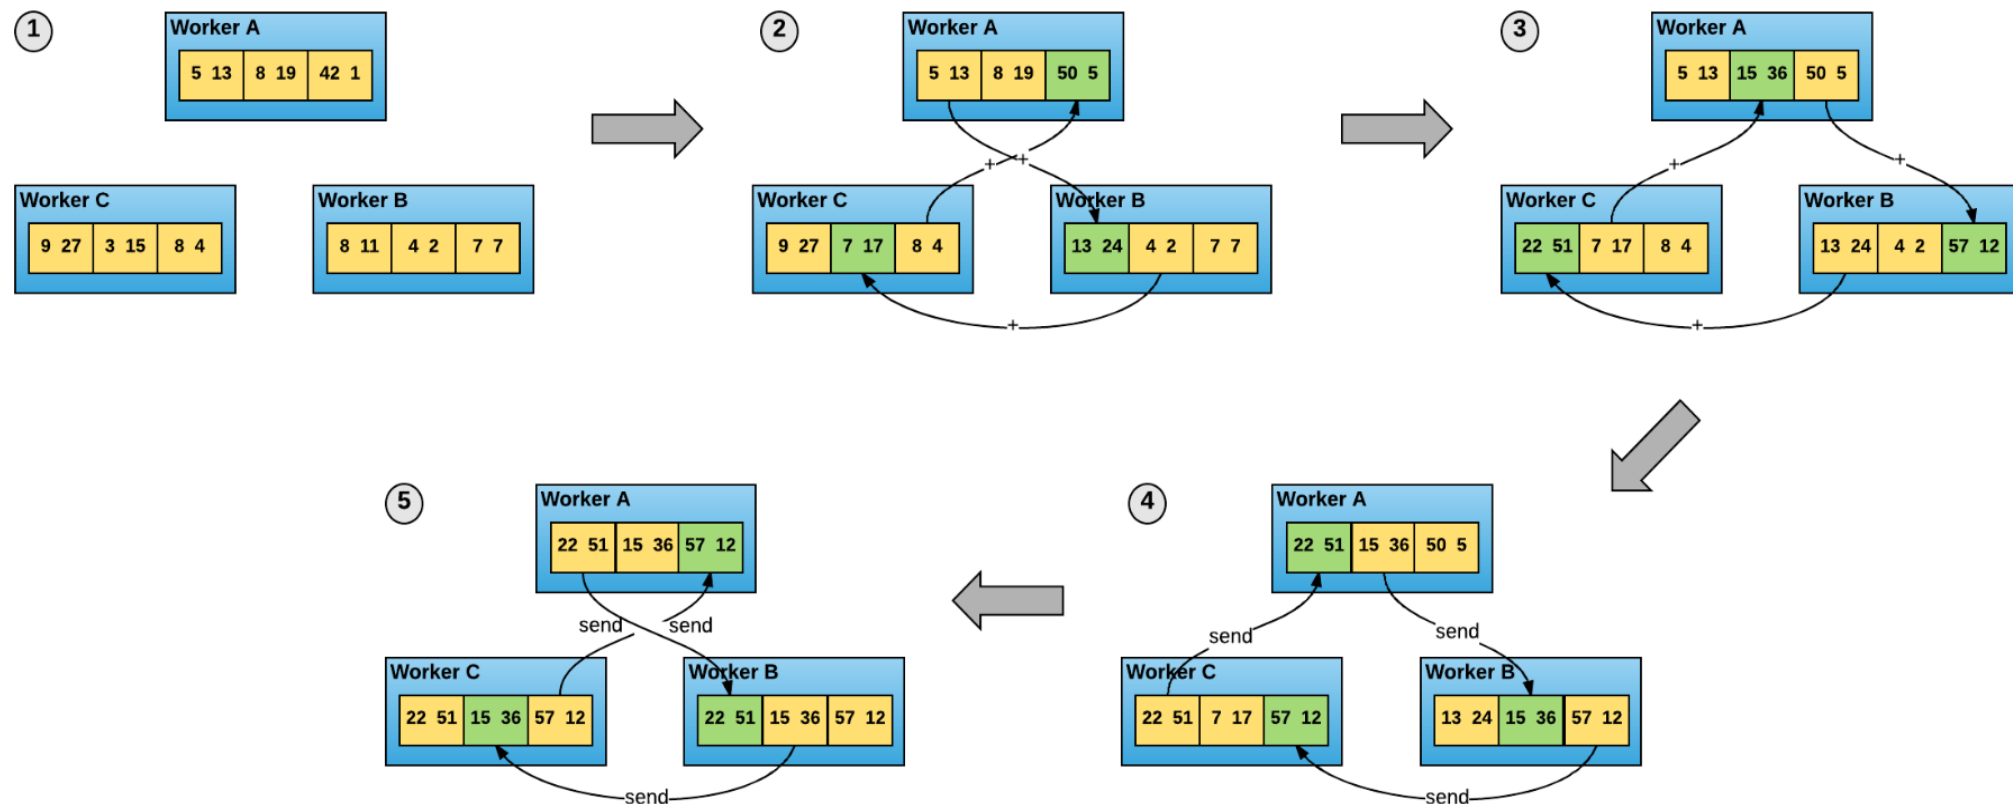 1
Worker A
5 13 8 19 42 1
Worker C
9 27 3 15 8 4
Worker B
8 11 4 2 7 7
2
Worker A
5 13 8 19 50 5
+ +
Worker C
9 27 7 17 8 4
Worker B
13 24 4 2 7 7
+
3
Worker A
5 13 15 36 50 5
+ +
Worker C
22 51 7 17 8 4
Worker B
13 24 4 2 57 12
+
4
Worker A
22 51 15 36 50 5
send send
Worker C
22 51 7 17 57 12
Worker B
13 24 15 36 57 12
send
5
Worker A
22 51 15 36 57 12
send send
Worker C
22 51 15 36 57 12
Worker B
22 51 15 36 57 12
send